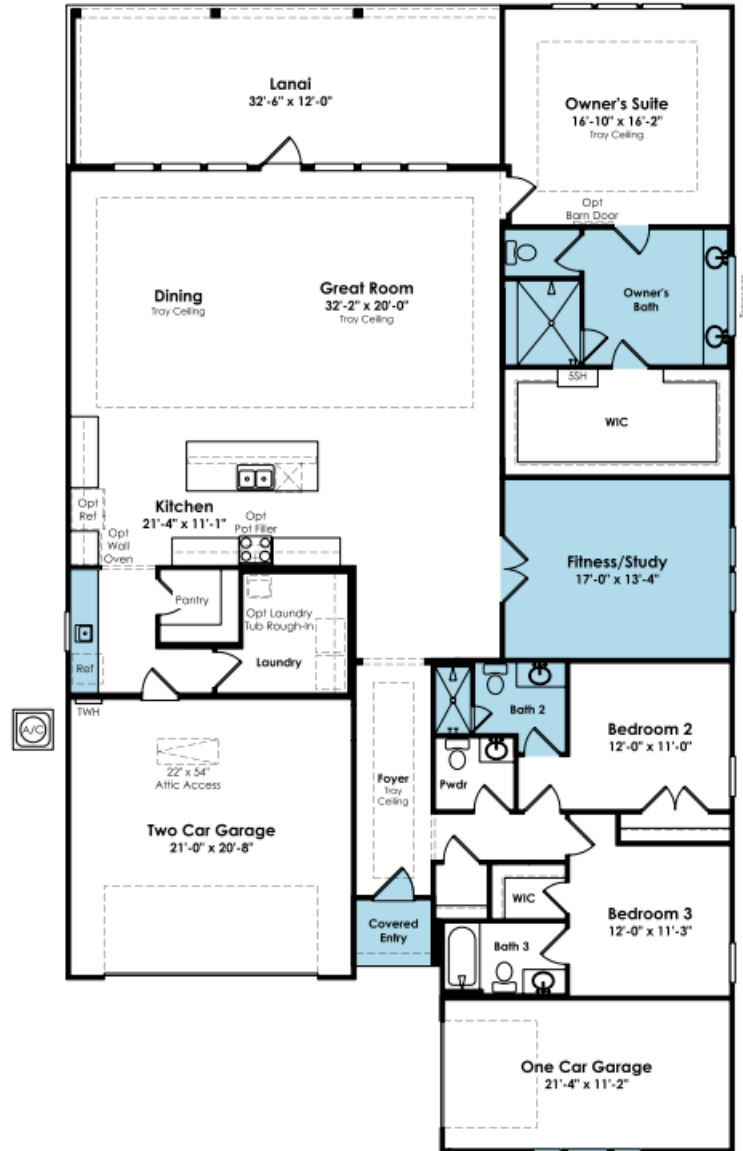 Lanai
32'-6" x 12'-0"
Owner's Suite
16'-10" x 16'-2"
Tray Ceiling
Opt
Barn Door
Owner's
Bath
Dining
Tray Ceiling
Great Room
32'-2" x 20'-0"
Tray Ceiling
5SH
WIC
Kitchen
21'-4" x 11'-1"
Opt
Ref
Opt
Wall
Oven
Opt
Pot Filler
Fitness/Study
17'-0" x 13'-4"
Pantry
Opt Laundry
Tub Rough-In
Laundry
Ref
TWH
A/C
22" x 54"
Attic Access
Two Car Garage
21'-0" x 20'-8"
Foyer
Tray
Ceiling
Bath 2
Bedroom 2
12'-0" x 11'-0"
Pwdr
WIC
Bedroom 3
12'-0" x 11'-3"
Covered
Entry
Bath 3
One Car Garage
21'-4" x 11'-2"